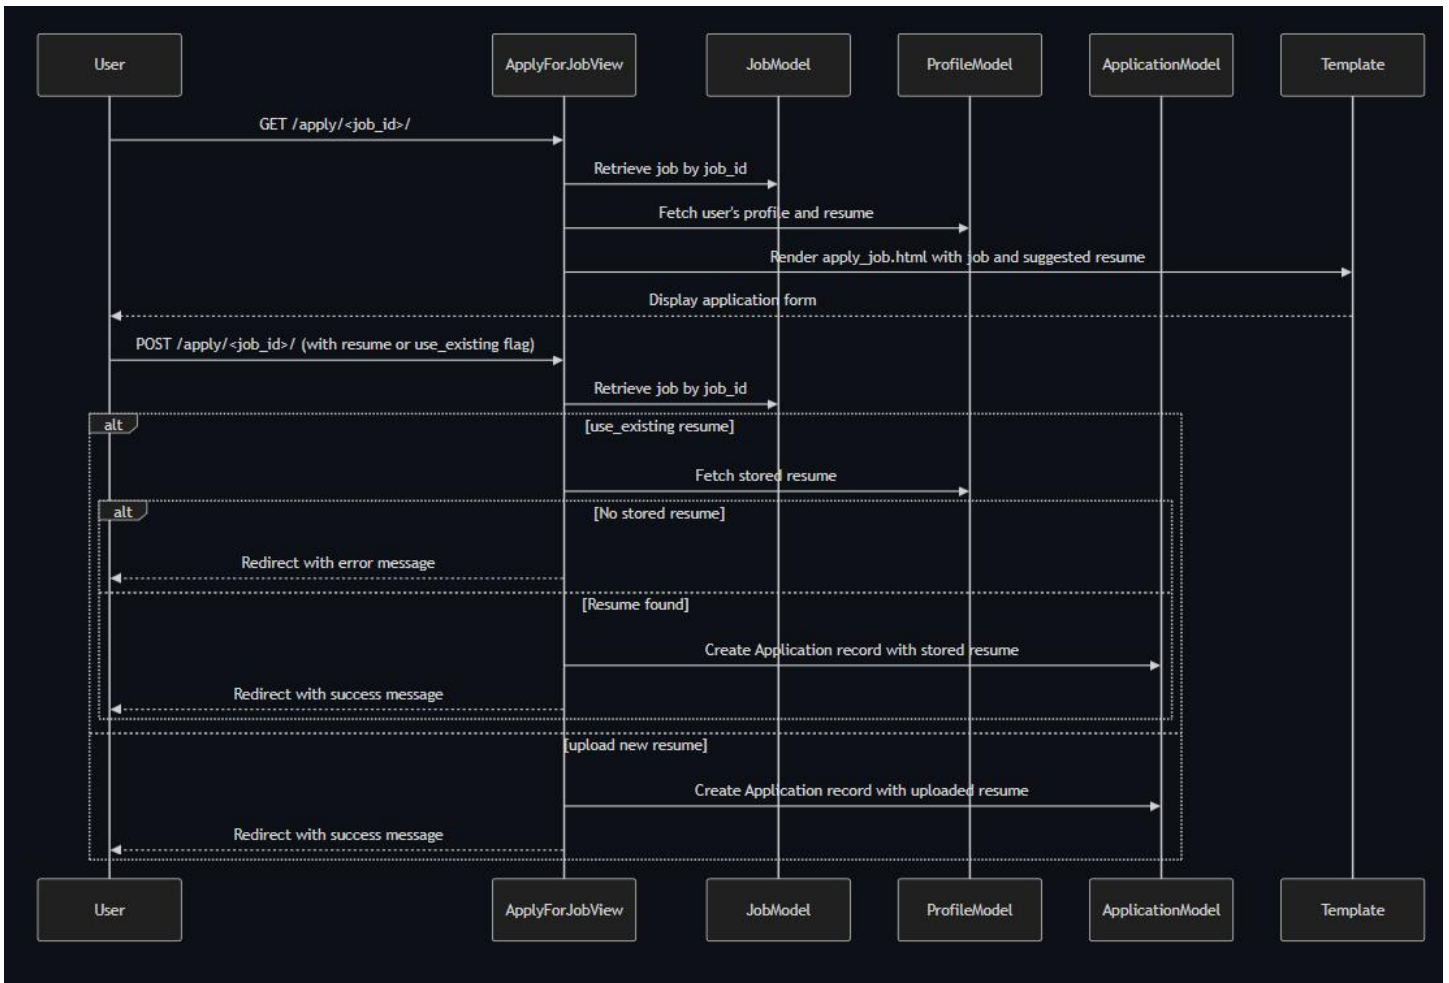 User
ApplyForJobView
JobModel
ProfileModel
ApplicationModel
Template
GET /apply/<job_id>/
Retrieve job by job_id
Fetch user's profile and resume
Render apply_job.html with job and suggested resume
Display application form
POST /apply/<job_id>/ (with resume or use_existing flag)
Retrieve job by job_id
alt
[use_existing resume]
Fetch stored resume
alt
[No stored resume]
Redirect with error message
[Resume found]
Create Application record with stored resume
Redirect with success message
[upload new resume]
Create Application record with uploaded resume
Redirect with success message
User
ApplyForJobView
JobModel
ProfileModel
ApplicationModel
Template